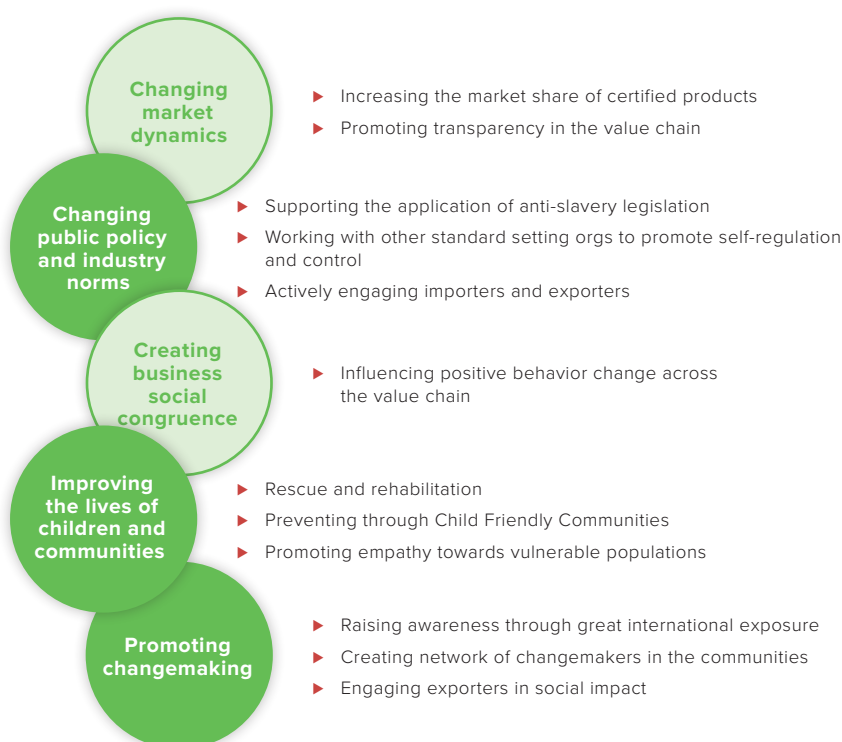 Changing
market
dynamics
Increasing the market share of certified products
Promoting transparency in the value chain
Changing
public policy
and industry
norms
Supporting the application of anti-slavery legislation
Working with other standard setting orgs to promote self-regulation
and control
Actively engaging importers and exporters
Creating
business
social
congruence
Influencing positive behavior change across
the value chain
Improving
the lives of
children and
communities
Rescue and rehabilitation
Preventing through Child Friendly Communities
Promoting empathy towards vulnerable populations
Promoting
changemaking
Raising awareness through great international exposure
Creating network of changemakers in the communities
Engaging exporters in social impact